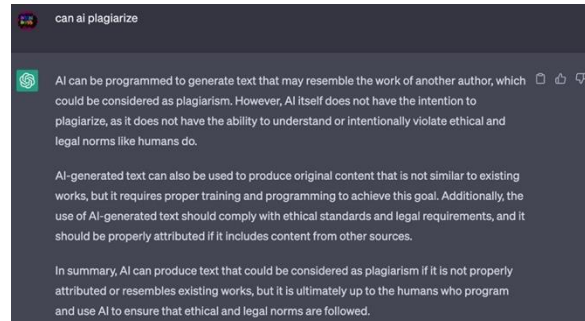 can ai plagiarize
AI can be programmed to generate text that may resemble the work of another author, which
could be considered as plagiarism. However, AI itself does not have the intention to
plagiarize, as it does not have the ability to understand or intentionally violate ethical and
legal norms like humans do.
AI-generated text can also be used to produce original content that is not similar to existing
works, but it requires proper training and programming to achieve this goal. Additionally, the
use of AI-generated text should comply with ethical standards and legal requirements, and it
should be properly attributed if it includes content from other sources.
In summary, AI can produce text that could be considered as plagiarism if it is not properly
attributed or resembles existing works, but it is ultimately up to the humans who program
and use AI to ensure that ethical and legal norms are followed.